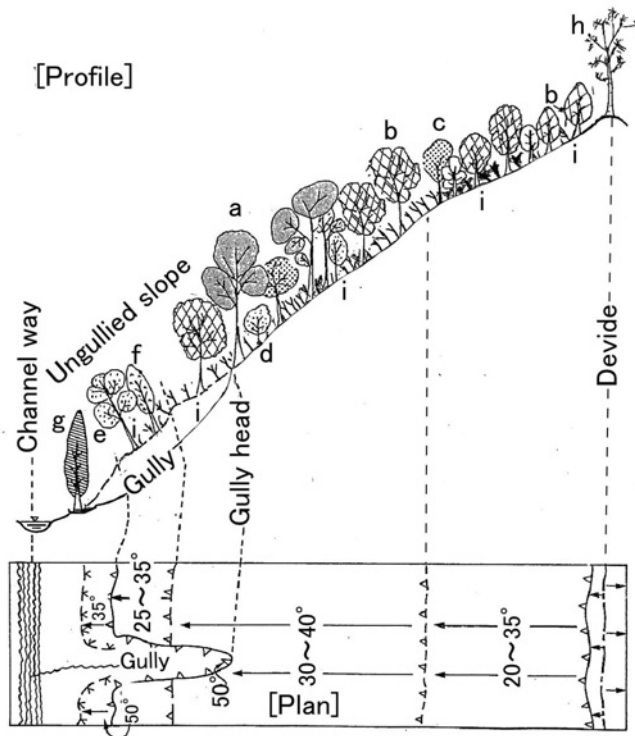 [Profile]
h
b
c
b
a
i
i
i
d
i
f
e
i
g
Ungullied slope
Channel way
Gully
Gully head
Devide
35°
25~35°
30~40°
20~35°
Gully
50°
50°
[Plan]